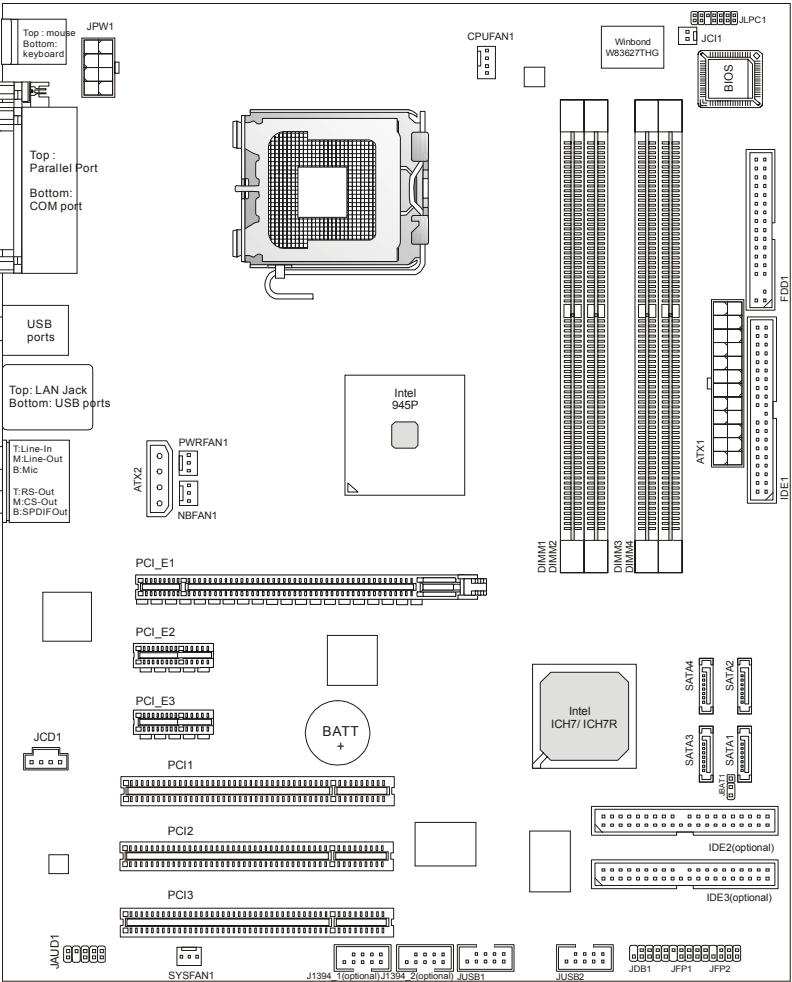 Top : mouse
Bottom:
keyboard
JPW1
CPUFAN1
Winbond
W83627THG
JLPC1
JCI1
BIOS
Top :
Parallel Port
Bottom:
COM port
FDD1
USB
ports
Top: LAN Jack
Bottom: USB ports
Intel
945P
ATX1
IDE1
T:Line-In
M:Line-Out
B:Mic
T:RS-Out
M:CS-Out
B:SPDIFOut
ATX2
PWRFAN1
NBFAN1
DIMM1
DIMM2
DIMM3
DIMM4
PCI_E1
PCI_E2
PCI_E3
SATA4
SATA2
Intel
ICH7/ ICH7R
SATA3
SATA1
JBAT1
BATT
+
JCD1
PCI1
PCI2
IDE2(optional)
PCI3
IDE3(optional)
JAUD1
SYSFAN1
J1394_1(optional)
J1394_2(optional)
JUSB1
JUSB2
JDB1
JFP1
JFP2